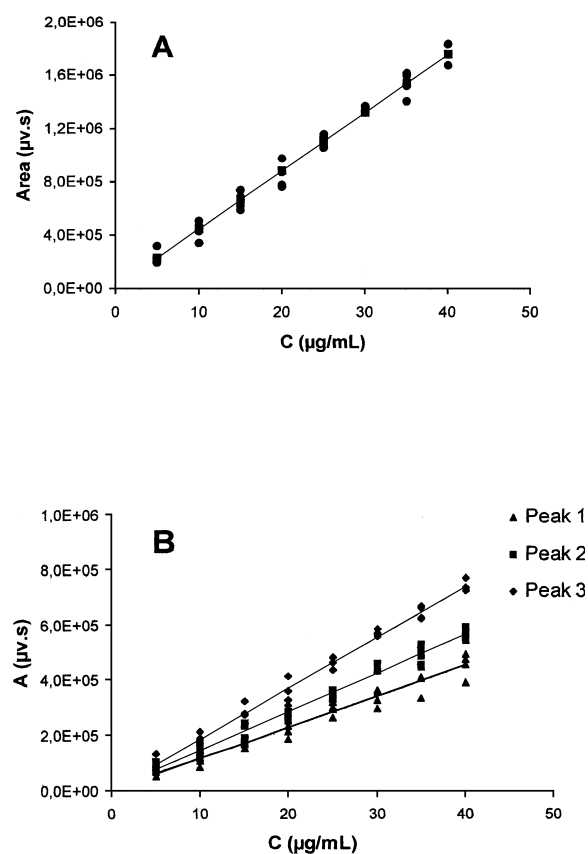 A
2,0E+06
1,6E+06
1,2E+06
8,0E+05
4,0E+05
0,0E+00
Area (µv.s)
0 10 20 30 40 50
C (µg/mL)
B
1,0E+06
8,0E+05
6,0E+05
4,0E+05
2,0E+05
0,0E+00
A (µv.s)
0 10 20 30 40 50
C (µg/mL)
Peak 1
Peak 2
Peak 3